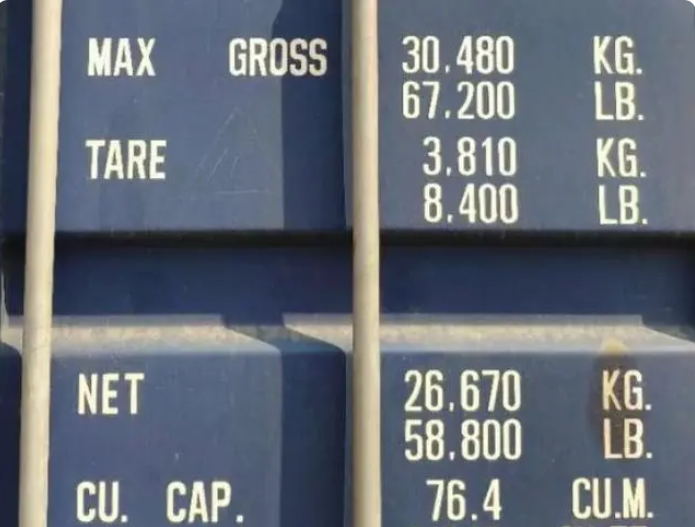 MAX GROSS 30.480 KG.
67.200 LB.
TARE 3.810 KG.
8.400 LB.
NET 26.670 KG.
58.800 LB.
CU. CAP. 76.4 CU.M.